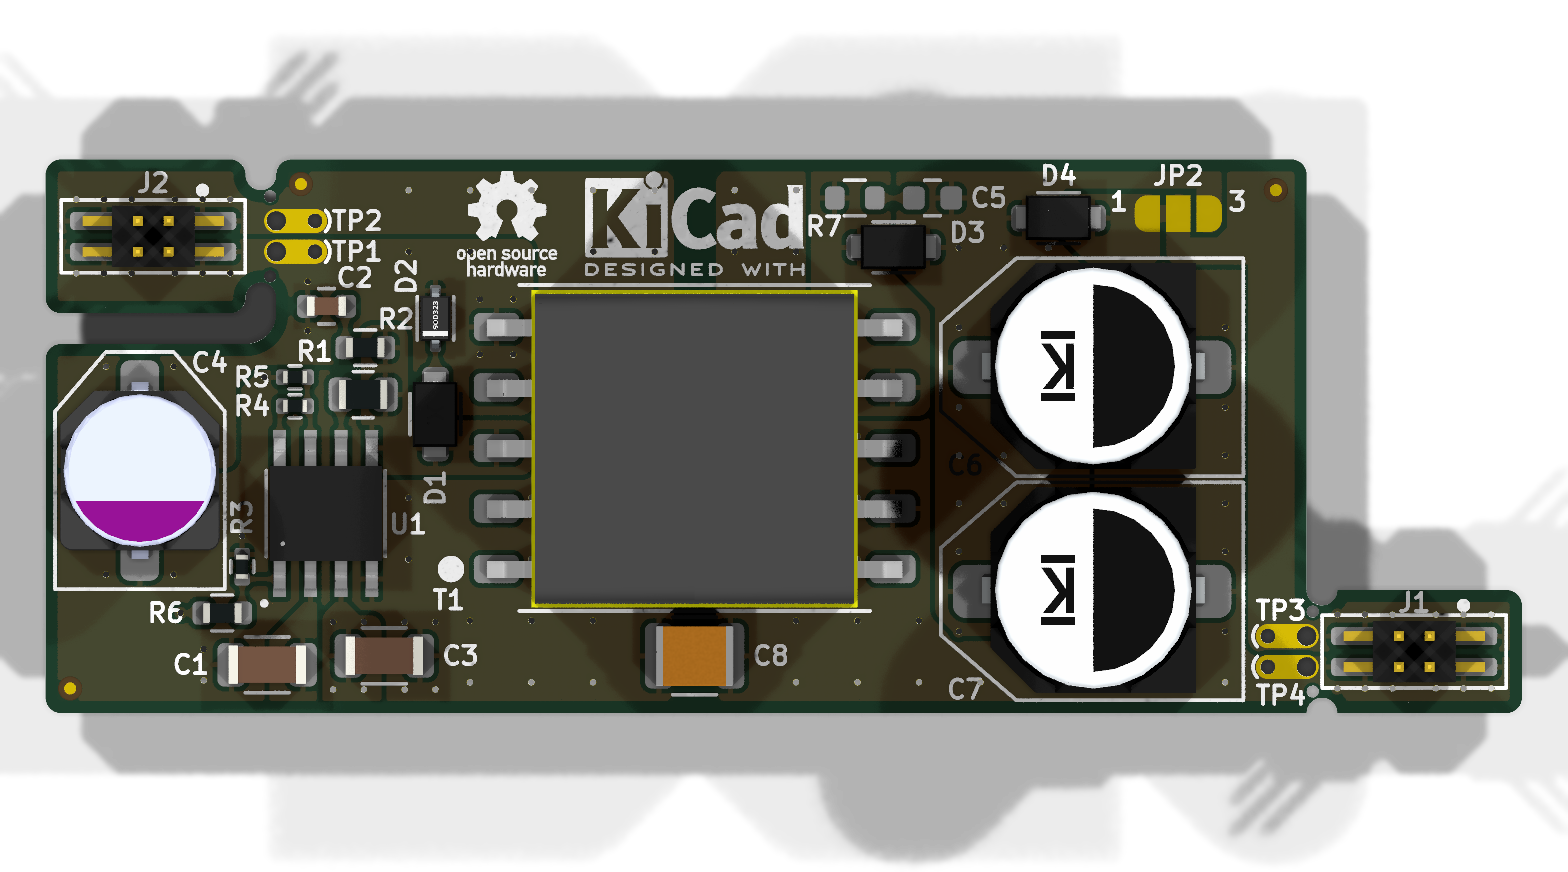 J2
TP2
TP1
C2
open source
hardware
KiCad
DESIGNED WITH
R7
C5
D3
D4
1
JP2
3
D2
SOD323
R2
R1
R5
R4
C4
D1
R3
U1
T1
R6
C1
C3
C8
C6
C7
TP3
TP4
J1